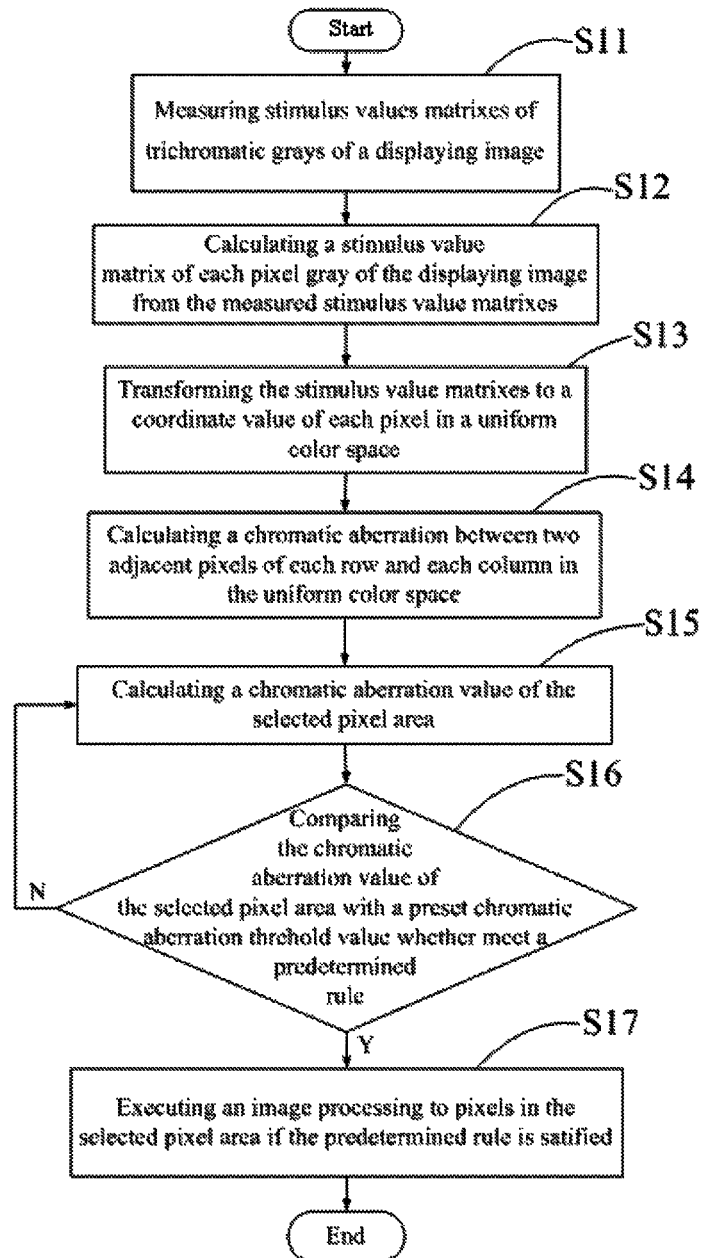 Start
S11
Measuring stimulus values matrixes of
trichromatic grays of a displaying image
S12
Calculating a stimulus value
matrix of each pixel gray of the displaying image
from the measured stimulus value matrixes
S13
Transforming the stimulus value matrixes to a
coordinate value of each pixel in a uniform
color space
S14
Calculating a chromatic aberration between two
adjacent pixels of each row and each column in
the uniform color space
S15
Calculating a chromatic aberration value of the
selected pixel area
S16
Comparing
the chromatic
aberration value of
the selected pixel area with a preset chromatic
aberration threhold value whether meet a
predetermined
rule
N
Y
S17
Executing an image processing to pixels in the
selected pixel area if the predetermined rule is satified
End